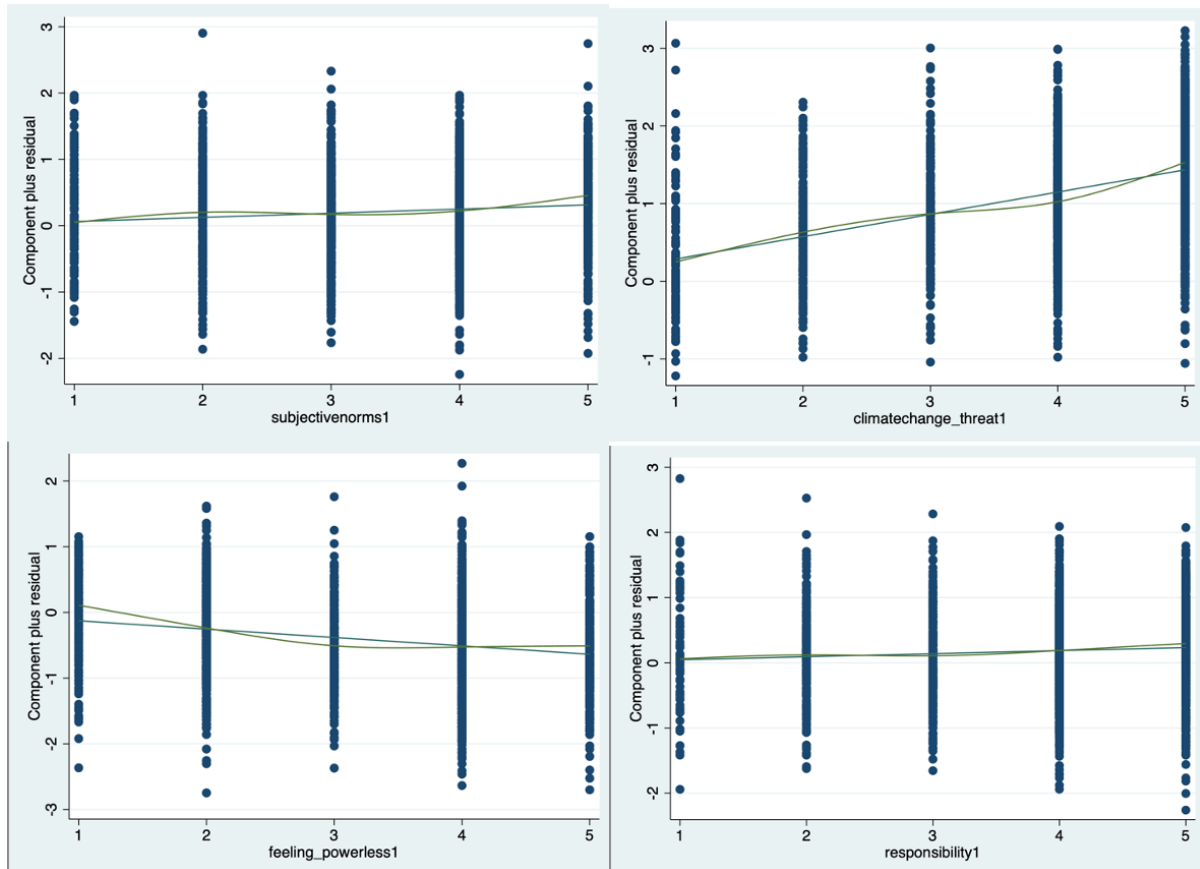 Component plus residual
3
2
1
0
-1
-2
1 2 3 4 5
subjectivenorms1
Component plus residual
3
2
1
0
-1
1 2 3 4 5
climatechange_threat1
Component plus residual
2
1
0
-1
-2
-3
1 2 3 4 5
feeling_powerless1
Component plus residual
3
2
1
0
-1
-2
1 2 3 4 5
responsibility1